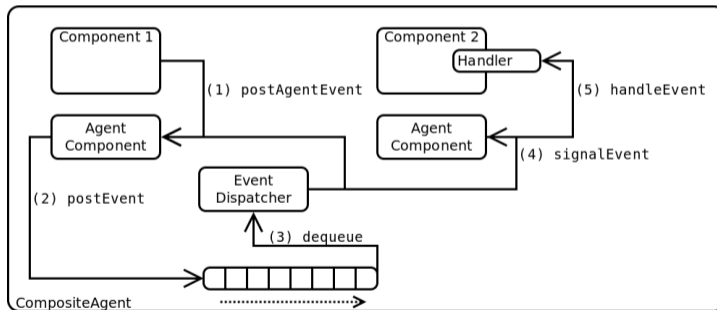 Component 1
Component 2
Handler
(1) postAgentEvent
(5) handleEvent
Agent
Component
Agent
Component
(4) signalEvent
Event
Dispatcher
(2) postEvent
(3) dequeue
CompositeAgent